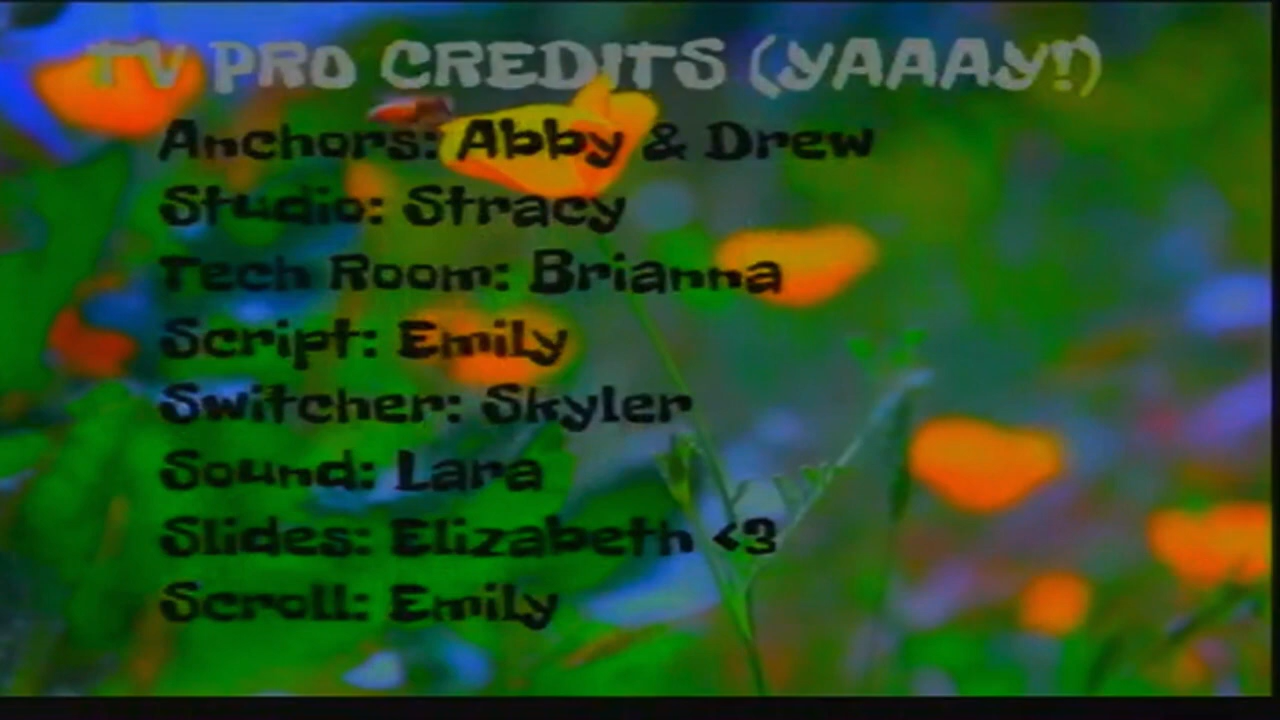 TV PRO CREDITS (YAAAY!)
Anchors: Abby & Drew
Studio: Stracy
Tech Room: Brianna
Script: Emily
Switcher: Skyler
Sound: Lara
Slides: Elizabeth <3
Scroll: Emily